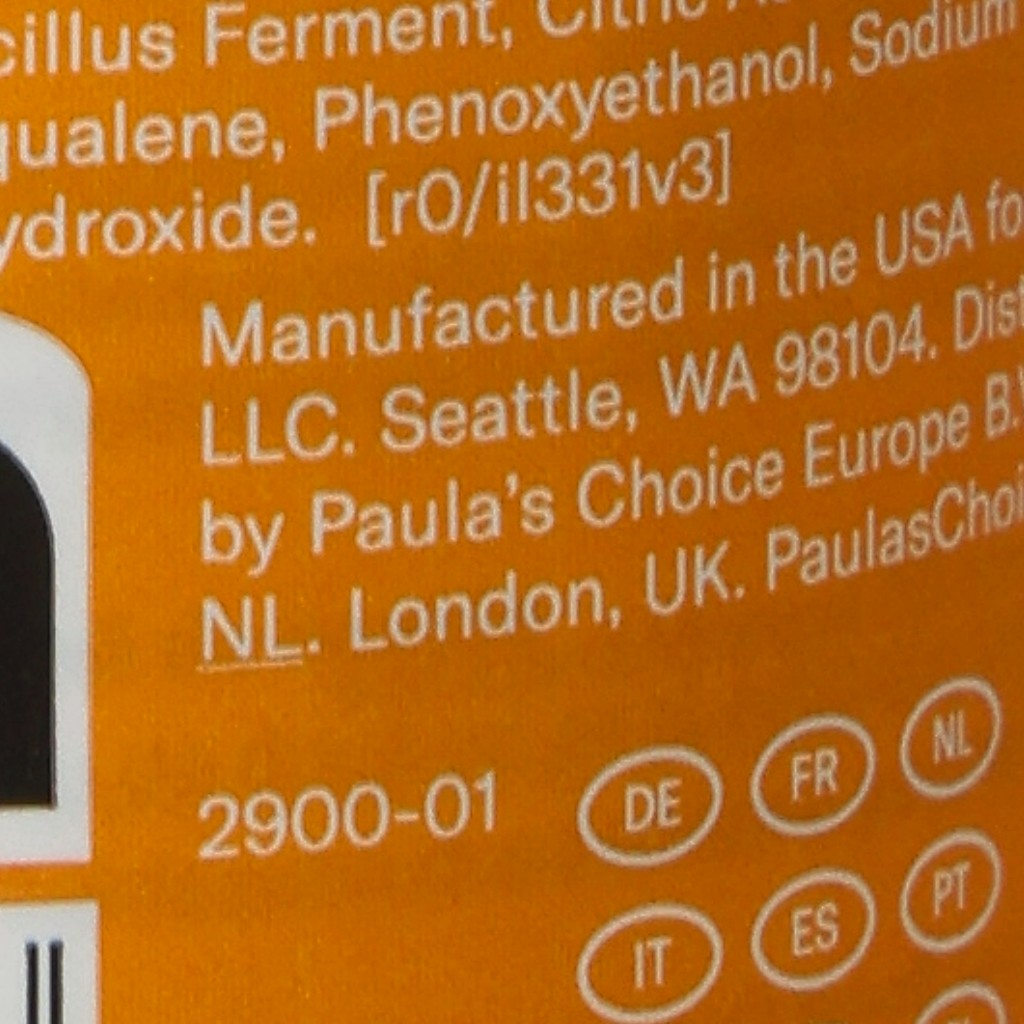 cillus Ferment, Citric
qualene, Phenoxyethanol, Sodium
ydroxide. [r0/il331v3]
Manufactured in the USA fo
LLC. Seattle, WA 98104. Dist
by Paula's Choice Europe B.V
NL. London, UK. PaulasChoi
2900-01 DE FR NL
IT ES PT